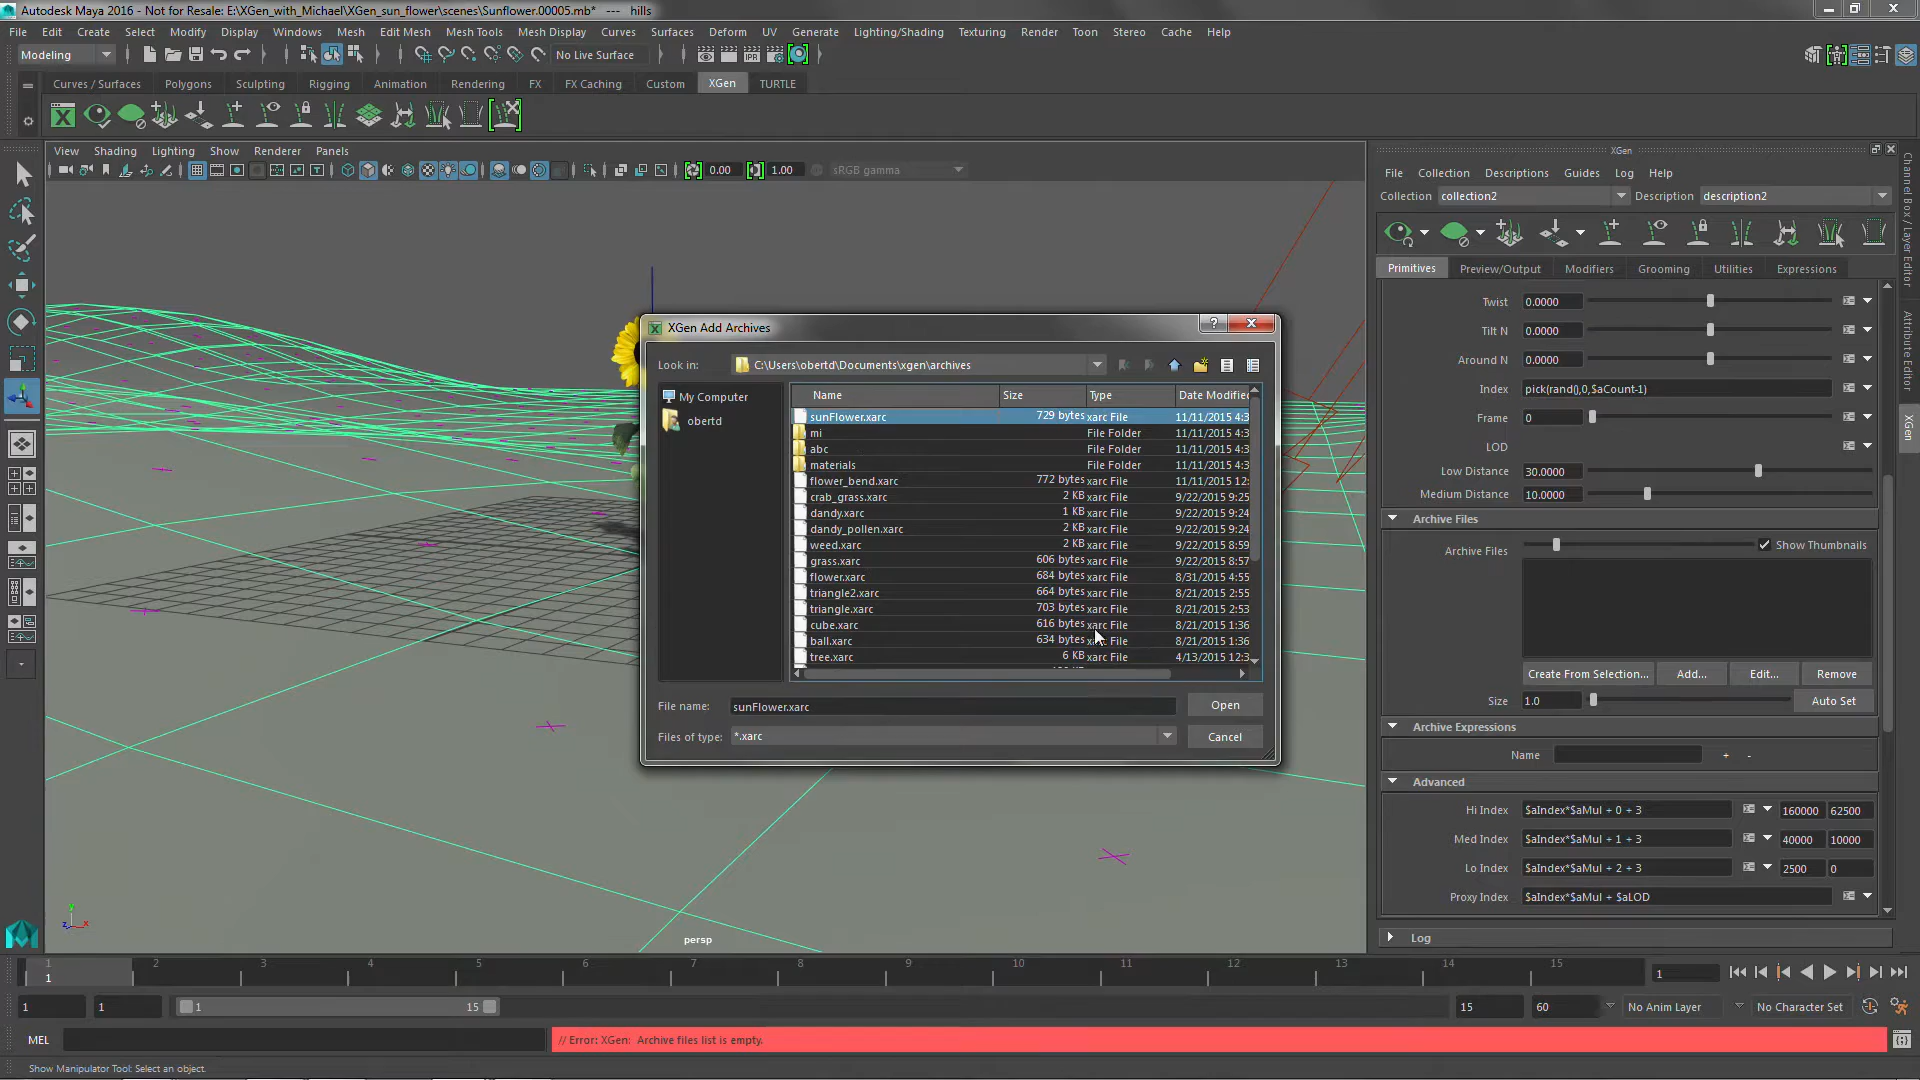 Autodesk Maya 2016 - Not for Resale: E:\XGen_with_Michael\XGen_sun_flower\scenes\Sunflower.00005.mb* --- hills
File Edit Create Select Modify Display Windows Mesh Edit Mesh Mesh Tools Mesh Display Curves Surfaces Deform UV Generate Lighting/Shading Texturing Render Toon Stereo Cache Help
Modeling No Live Surface
Curves / Surfaces Polygons Sculpting Rigging Animation Rendering FX FX Caching Custom XGen TURTLE
View Shading Lighting Show Renderer Panels
0.00 1.00 sRGB gamma
XGen
File Collection Descriptions Guides Log Help
Collection collection2 Description description2
Primitives Preview/Output Modifiers Grooming Utilities Expressions
Twist 0.0000
Tilt N 0.0000
Around N 0.0000
Index pick(rand(),0,$aCount-1)
Frame 0
LOD
Low Distance 30.0000
Medium Distance 10.0000
Archive Files
Archive Files Show Thumbnails
Create From Selection... Add... Edit... Remove
Size 1.0 Auto Set
Archive Expressions
Name + -
Advanced
Hi Index $aIndex*$aMul + 0 + 3 160000 62500
Med Index $aIndex*$aMul + 1 + 3 40000 10000
Lo Index $aIndex*$aMul + 2 + 3 2500 0
Proxy Index $aIndex*$aMul + $aLOD
Log
Channel Box / Layer Editor
Attribute Editor
XGen
XGen Add Archives
Look in: C:\Users\obertd\Documents\xgen\archives
My Computer
obertd
Name Size Type Date Modified
sunFlower.xarc 729 bytes xarc File 11/11/2015 4:3
mi File Folder 11/11/2015 4:3
abc File Folder 11/11/2015 4:3
materials File Folder 11/11/2015 4:3
flower_bend.xarc 772 bytes xarc File 11/11/2015 12:
crab_grass.xarc 2 KB xarc File 9/22/2015 9:25
dandy.xarc 1 KB xarc File 9/22/2015 9:24
dandy_pollen.xarc 2 KB xarc File 9/22/2015 9:24
weed.xarc 2 KB xarc File 9/22/2015 8:59
grass.xarc 606 bytes xarc File 9/22/2015 8:57
flower.xarc 684 bytes xarc File 8/31/2015 4:55
triangle2.xarc 664 bytes xarc File 8/21/2015 2:55
triangle.xarc 703 bytes xarc File 8/21/2015 2:53
cube.xarc 616 bytes xarc File 8/21/2015 1:36
ball.xarc 634 bytes xarc File 8/21/2015 1:36
tree.xarc 6 KB xarc File 4/13/2015 12:3
File name: sunFlower.xarc Open
Files of type: *.xarc Cancel
y z x
persp
1 2 3 4 5 6 7 8 9 10 11 12 13 14 15
1 1
1 1 1 15 15 60 No Anim Layer No Character Set
MEL // Error: XGen: Archive files list is empty.
Show Manipulator Tool: Select an object.